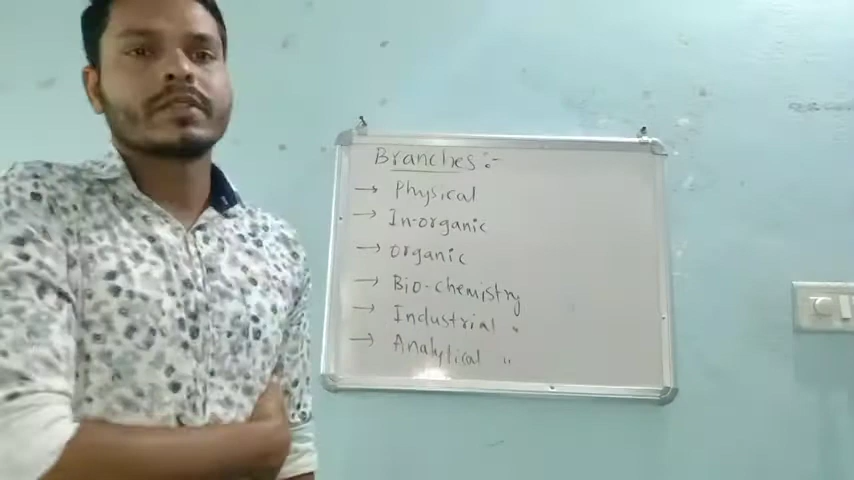 Branches :-
→ Physical
→ In-organic
→ organic
→ Bio-chemistry
→ Industrial "
→ Analytical "